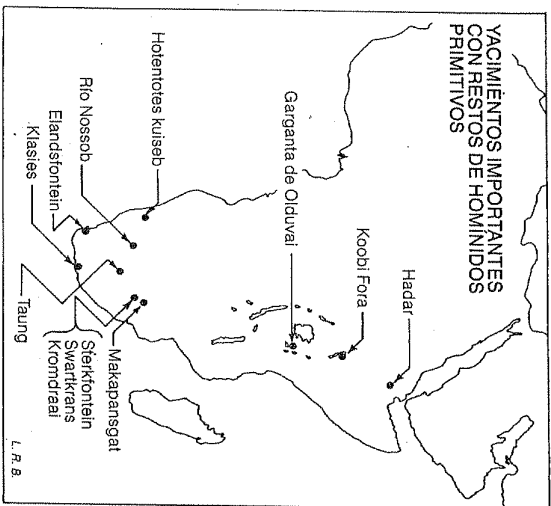 YACIMIENTOS IMPORTANTES
CON RESTOS DE HOMÍNIDOS
PRIMITIVOS
Hadar
Koobi Fora
Garganta de Olduvai
Hotentotes kuiseb
Río Nossob
Elandsfontein
Klasies
Makapansgat
Sferkfontein
Swartkrans
Kromdraai
Taung
L. R. B.